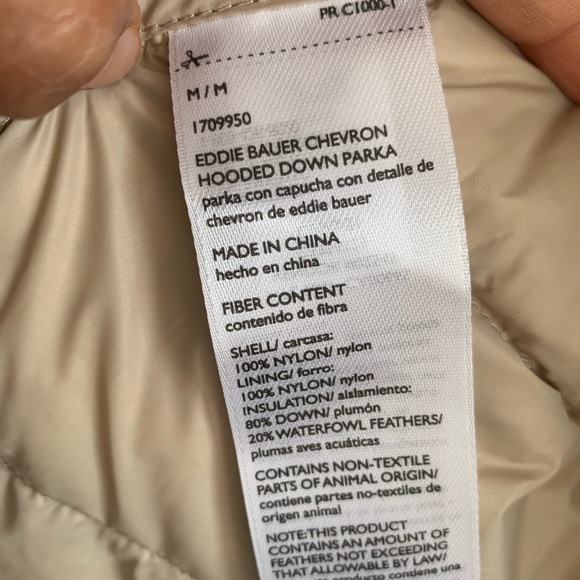 PR C1000-1
M / M
1709950
EDDIE BAUER CHEVRON
HOODED DOWN PARKA
parka con capucha con detalle de
chevron de eddie bauer
MADE IN CHINA
hecho en china
FIBER CONTENT
contenido de fibra
SHELL/ carcasa:
100% NYLON/ nylon
LINING/ forro:
100% NYLON/ nylon
INSULATION/ aislamiento:
80% DOWN/ plumón
20% WATERFOWL FEATHERS/
plumas aves acuáticas
CONTAINS NON-TEXTILE
PARTS OF ANIMAL ORIGIN/
contiene partes no-textiles de
origen animal
NOTE: THIS PRODUCT
CONTAINS AN AMOUNT OF
FEATHERS NOT EXCEEDING
THAT ALLOWABLE BY LAW/
producto contiene una